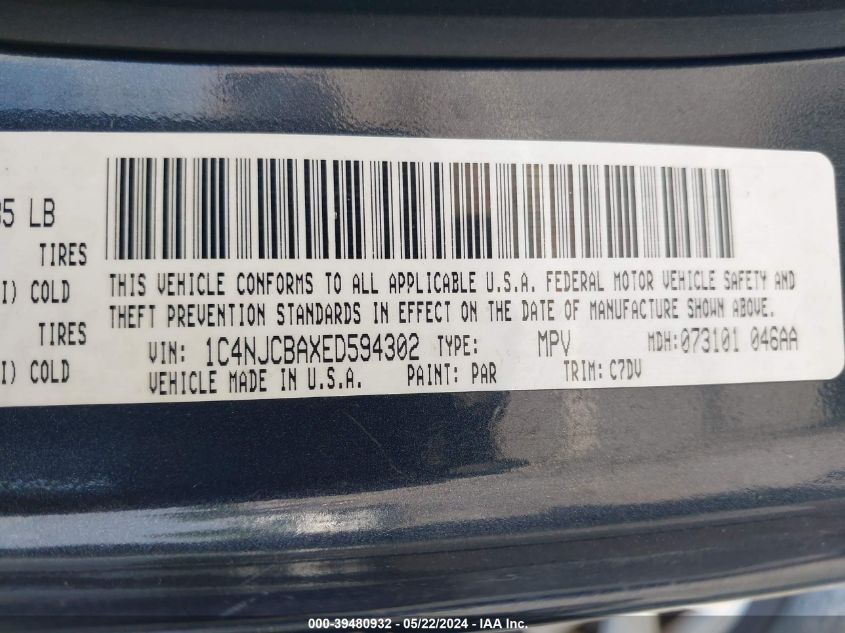 85 LB
TIRES
I) COLD
TIRES
I) COLD
THIS VEHICLE CONFORMS TO ALL APPLICABLE U.S.A. FEDERAL MOTOR VEHICLE SAFETY AND
THEFT PREVENTION STANDARDS IN EFFECT ON THE DATE OF MANUFACTURE SHOWN ABOVE.
VIN: 1C4NJCBAXED594302 TYPE: MPV MDH:073101 046AA
VEHICLE MADE IN U.S.A. PAINT: PAR TRIM: C7DV
000-39480932 - 05/22/2024 - IAA Inc.